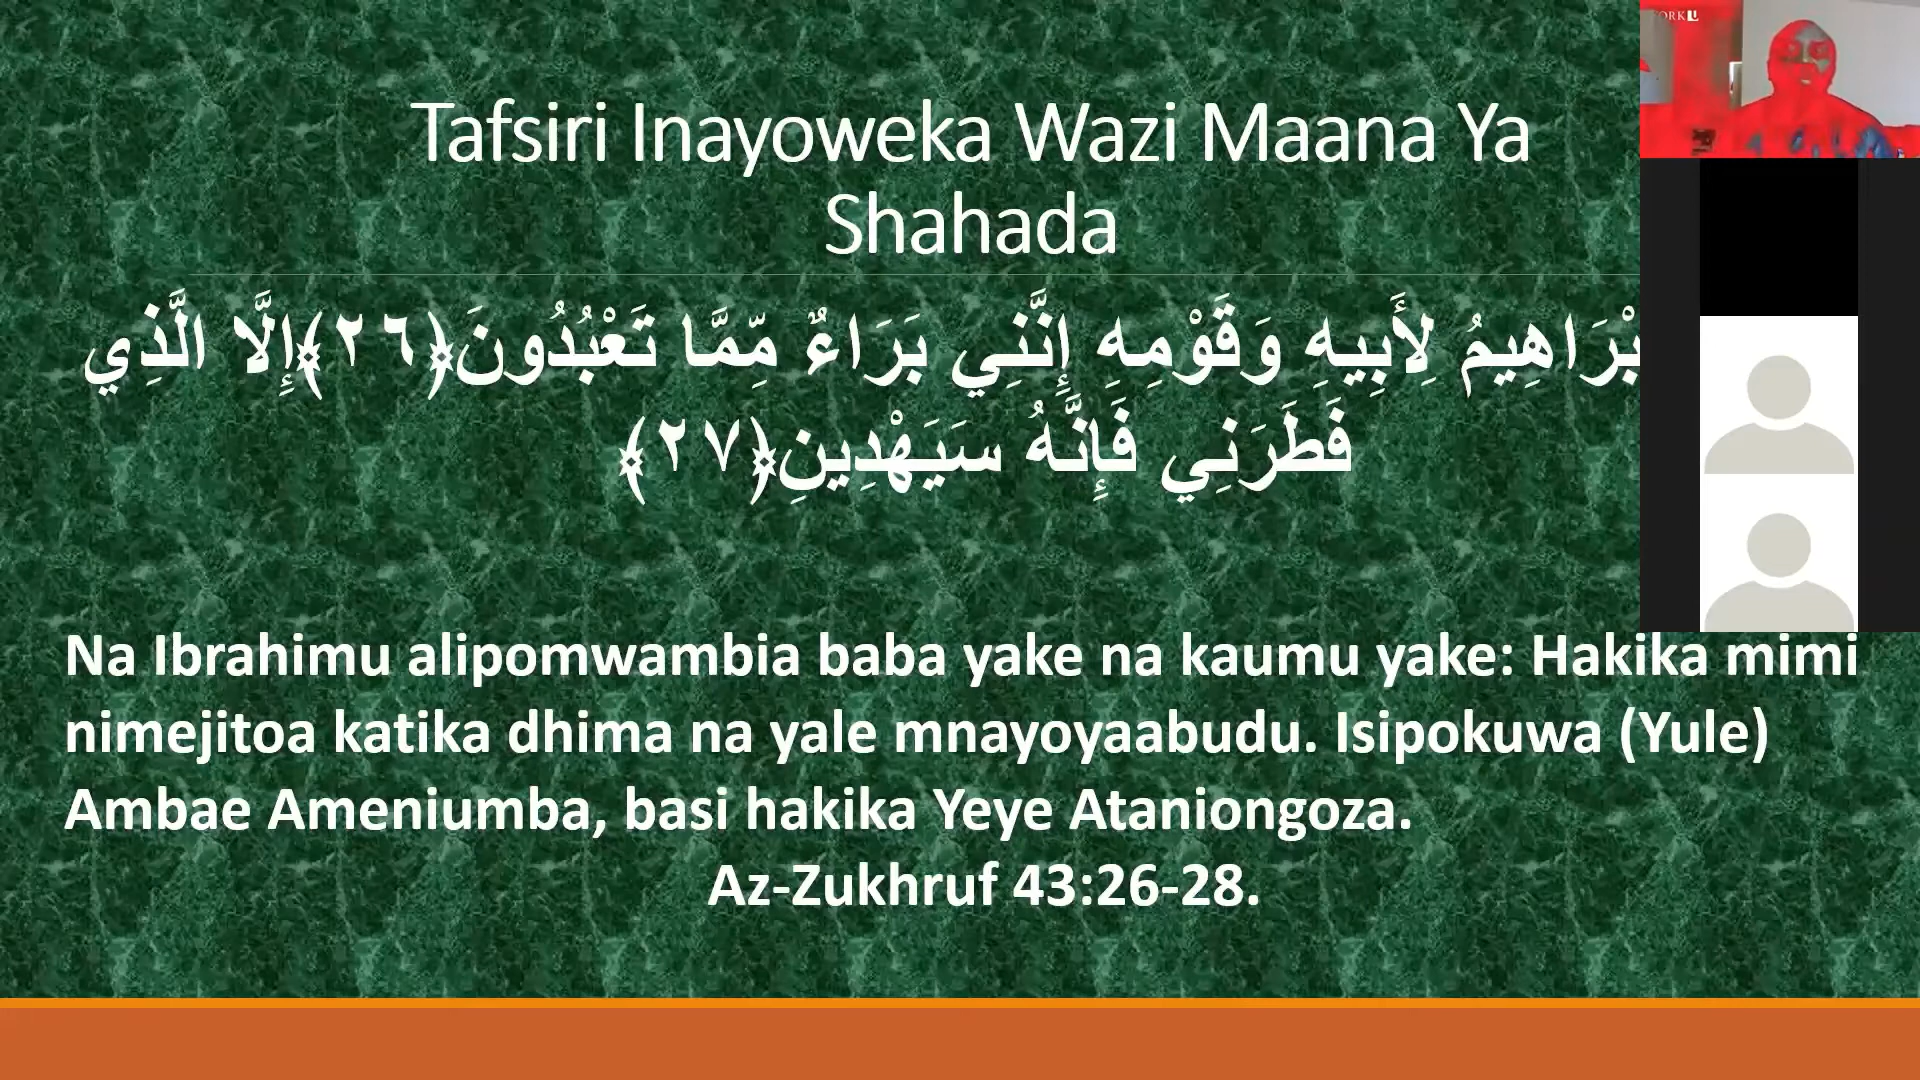 Tafsiri Inayoweka Wazi Maana Ya
Shahada
بْرَاهِيمُ لِأَبِيهِ وَقَوْمِهِ إِنَّنِي بَرَاءٌ مِّمَّا تَعْبُدُونَ﴿٢٦﴾إِلَّا الَّذِي
فَطَرَنِي فَإِنَّهُ سَيَهْدِينِ﴿٢٧﴾
Na Ibrahimu alipomwambia baba yake na kaumu yake: Hakika mimi
nimejitoa katika dhima na yale mnayoyaabudu. Isipokuwa (Yule)
Ambae Ameniumba, basi hakika Yeye Ataniongoza.
Az-Zukhruf 43:26-28.